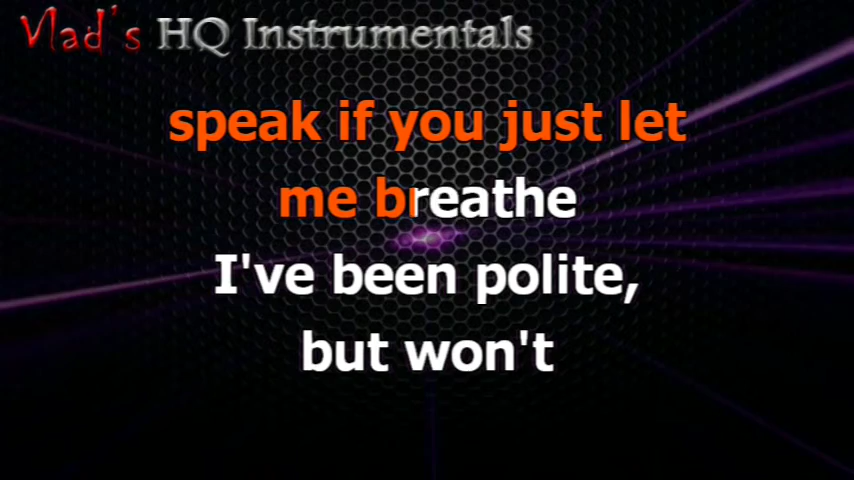 Vlad's HQ Instrumentals
speak if you just let
me breathe
I've been polite,
but won't